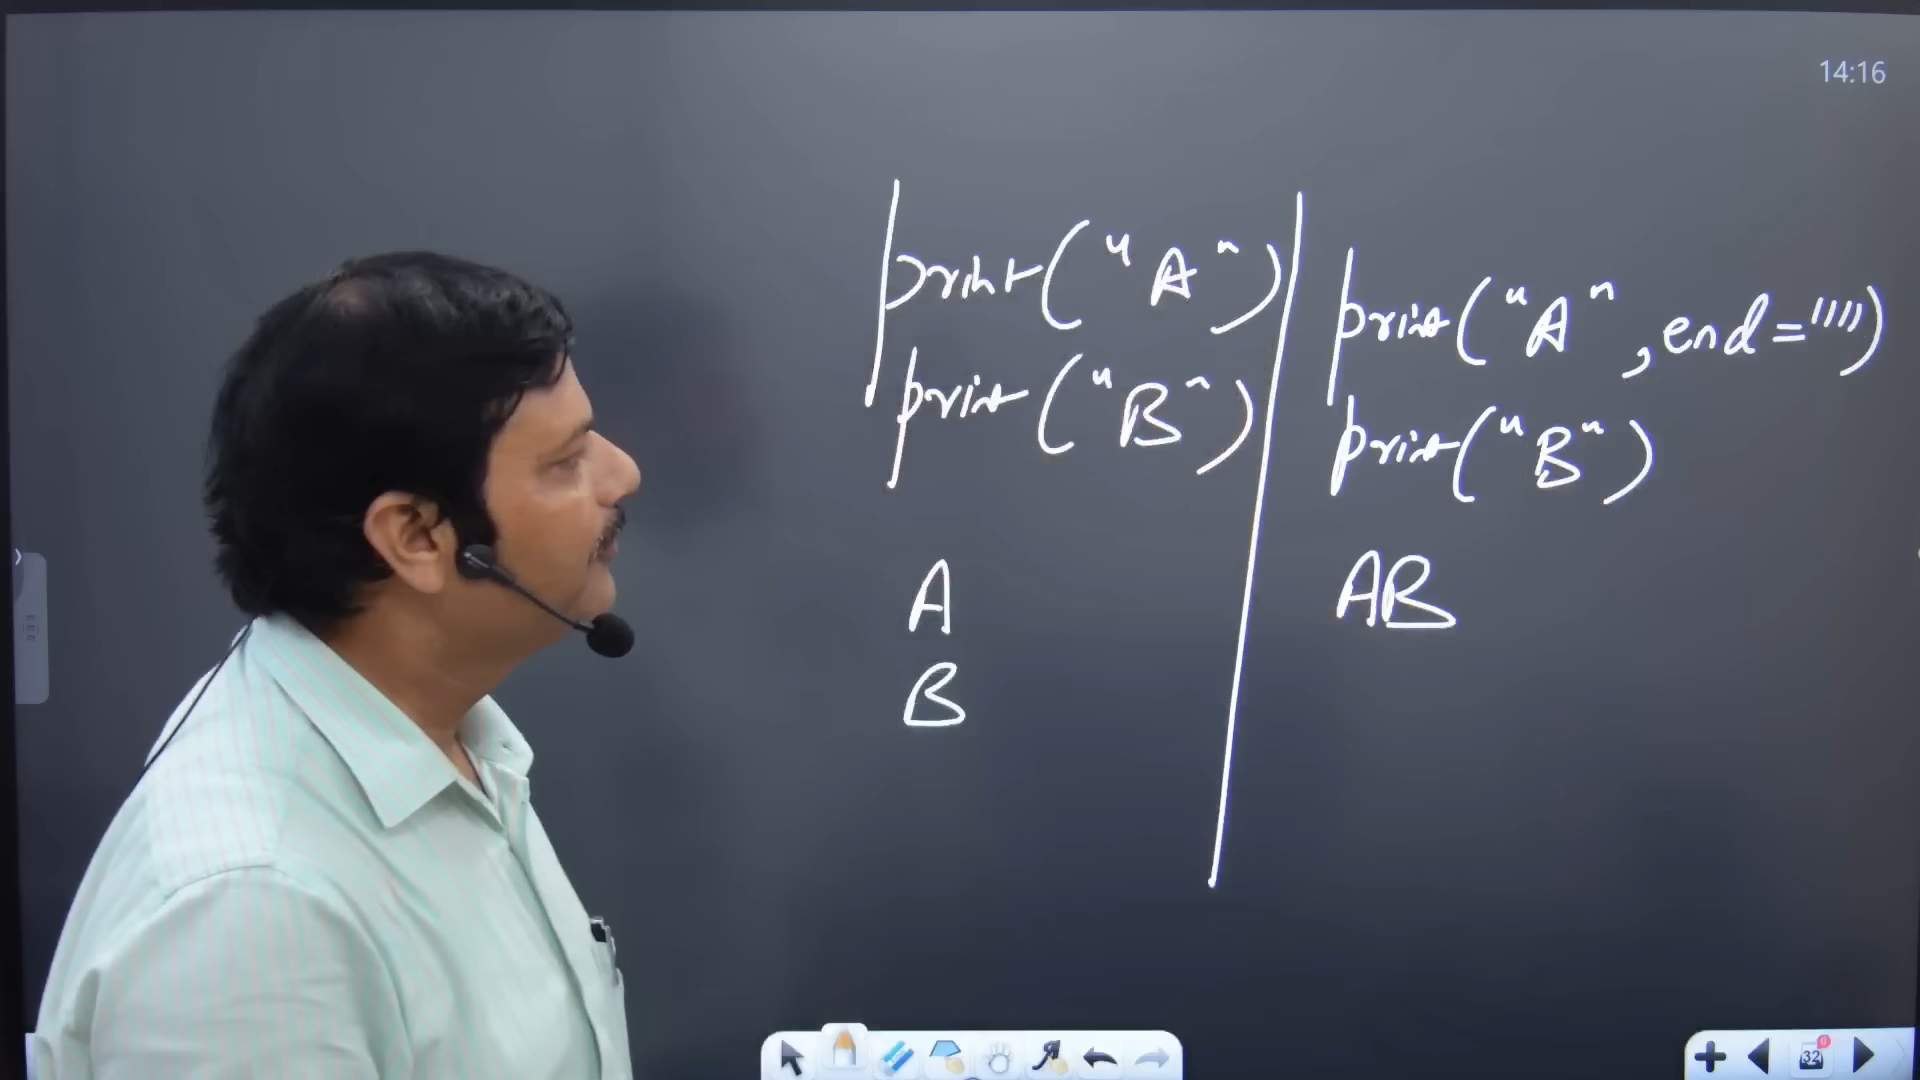 14:16
print("A")
print("B")
A
B
print("A", end="")
print("B")
AB
32